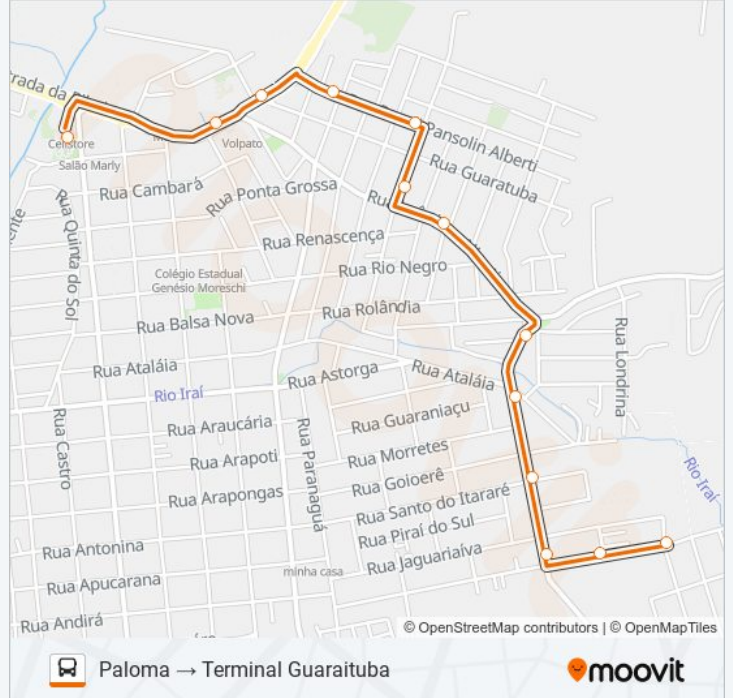 Celistore
Volpato
Salão Marly
Pansolin Alberti
Rua Guaratuba
Rua Cambará
Rua Ponta Grossa
Rua Quinta do Sol
Rua Renascença
Rua Rio Negro
Colégio Estadual
Genésio Moreschi
Rua Rolândia
Rua Balsa Nova
Rua Londrina
Rua Ataláia
Rua Astorga
Rua Ataláia
Rio Iraí
Rua Guaraniaçu
Rua Castro
Rua Araucária
Rua Paranaguá
Rua Morretes
Rua Arapoti
Rua Goioerê
Rio Iraí
Rua Arapongas
Rua Santo do Itararé
Rua Piraí do Sul
Rua Antonina
Rua Jaguariaíva
minha casa
Rua Apucarana
Rua Andirá
© OpenStreetMap contributors | © OpenMapTiles
Paloma → Terminal Guaraituba
moovit